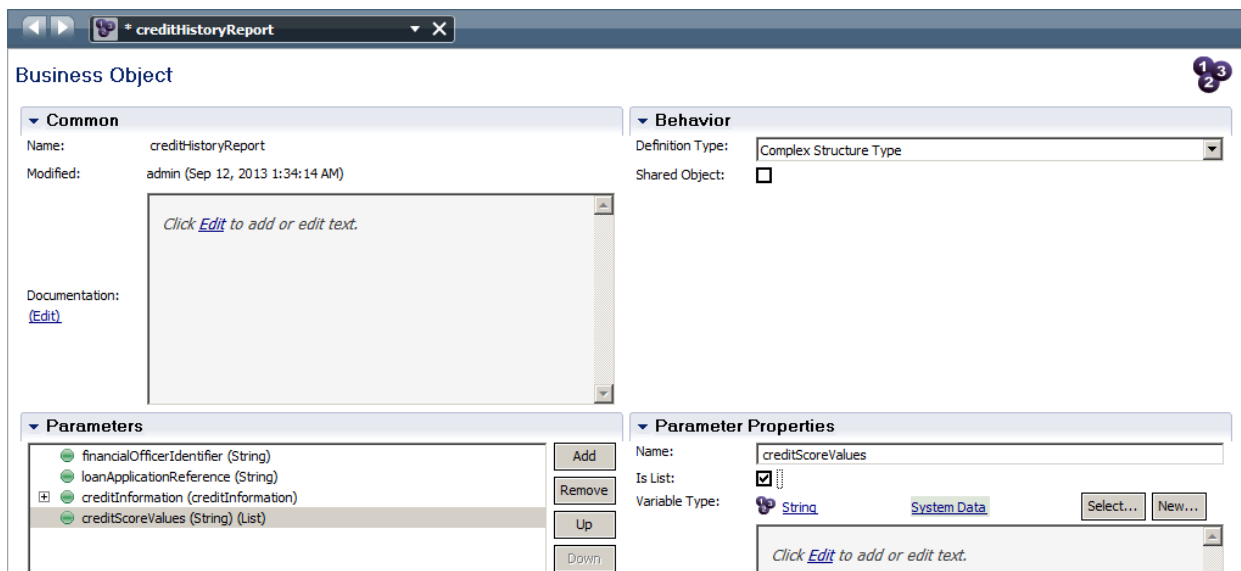 * creditHistoryReport
Business Object
1 2 3
Common
Name: creditHistoryReport
Modified: admin (Sep 12, 2013 1:34:14 AM)
Click Edit to add or edit text.
Documentation:
(Edit)
Behavior
Definition Type: Complex Structure Type
Shared Object:
Parameters
financialOfficerIdentifier (String)
loanApplicationReference (String)
creditInformation (creditInformation)
creditScoreValues (String) (List)
Add
Remove
Up
Down
Parameter Properties
Name: creditScoreValues
Is List:
Variable Type: String System Data Select... New...
Click Edit to add or edit text.